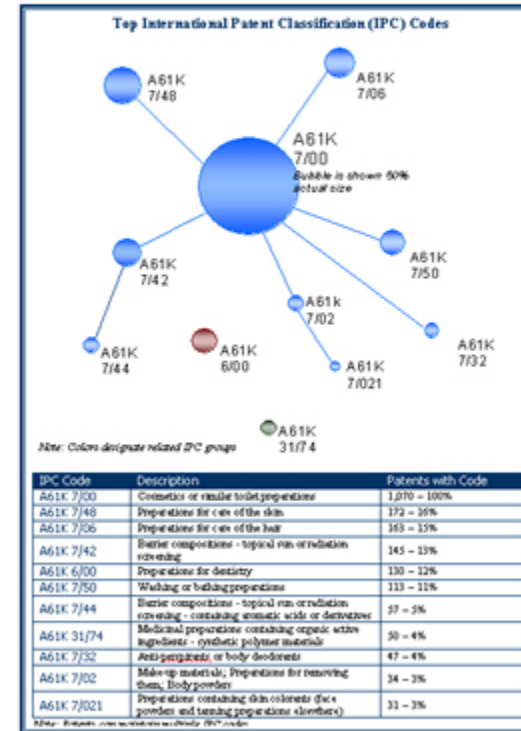 Top International Patent Classification (IPC) Codes
A61K
7/48
A61K
7/06
A61K
7/00
Bubble is shown 60%
actual size
A61K
7/42
A61K
7/50
A61k
7/02
A61K
7/32
A61K
7/44
A61K
6/00
A61K
7/021
A61K
31/74
Note: Colors designate related IPC groups
IPC Code Description Patents with Code
A61K 7/00 Cosmetics or similar toilet preparations 1,070 – 100%
A61K 7/48 Preparations for care of the skin 172 – 16%
A61K 7/06 Preparations for care of the hair 163 – 15%
A61K 7/42 Barrier compositions - topical sun or radiation
screening 145 – 13%
A61K 6/00 Preparations for dentistry 130 – 12%
A61K 7/50 Washing or bathing preparations 113 – 11%
A61K 7/44 Barrier compositions - topical sun or radiation
screening - containing aromatic acids or derivatives 57 – 5%
A61K 31/74 Medicinal preparations containing organic active
ingredients - synthetic polymer materials 50 – 4%
A61K 7/32 Anti-perspirants or body deodorants 47 – 4%
A61K 7/02 Make-up materials; Preparations for removing
them; Body powders 34 – 3%
A61K 7/021 Preparations containing skin colorants (face
powders and tanning preparations elsewhere) 31 – 3%
Note: Patents can maintain multiple IPC codes